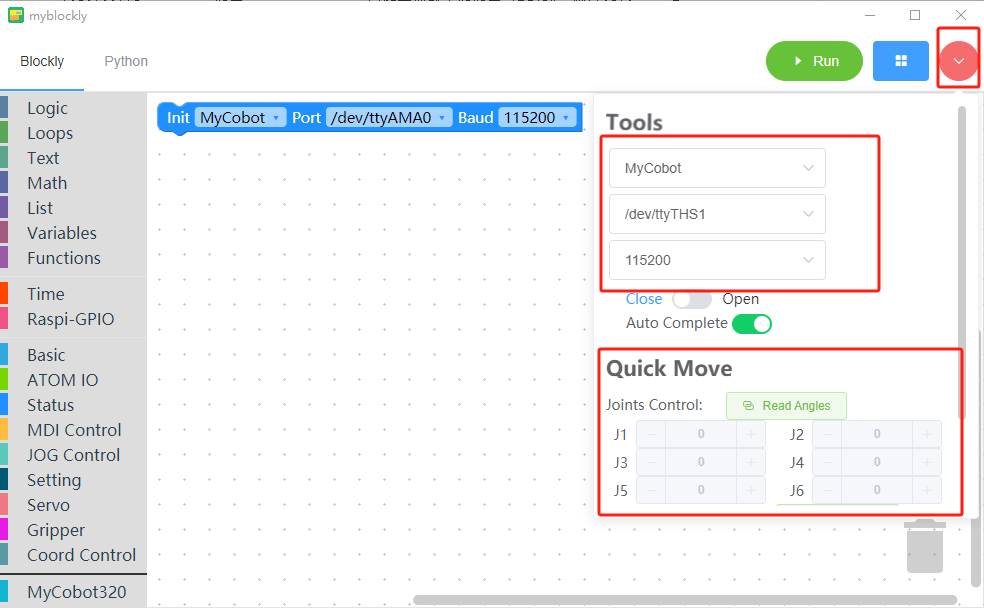 myblockly
Blockly Python
Run
Logic
Loops
Text
Math
List
Variables
Functions
Time
Raspi-GPIO
Basic
ATOM IO
Status
MDI Control
JOG Control
Setting
Servo
Gripper
Coord Control
MyCobot320
Init MyCobot Port /dev/ttyAMA0 Baud 115200
Tools
MyCobot
/dev/ttyTHS1
115200
Close Open
Auto Complete
Quick Move
Joints Control: Read Angles
J1 − 0 + J2 − 0 +
J3 − 0 + J4 − 0 +
J5 − 0 + J6 − 0 +